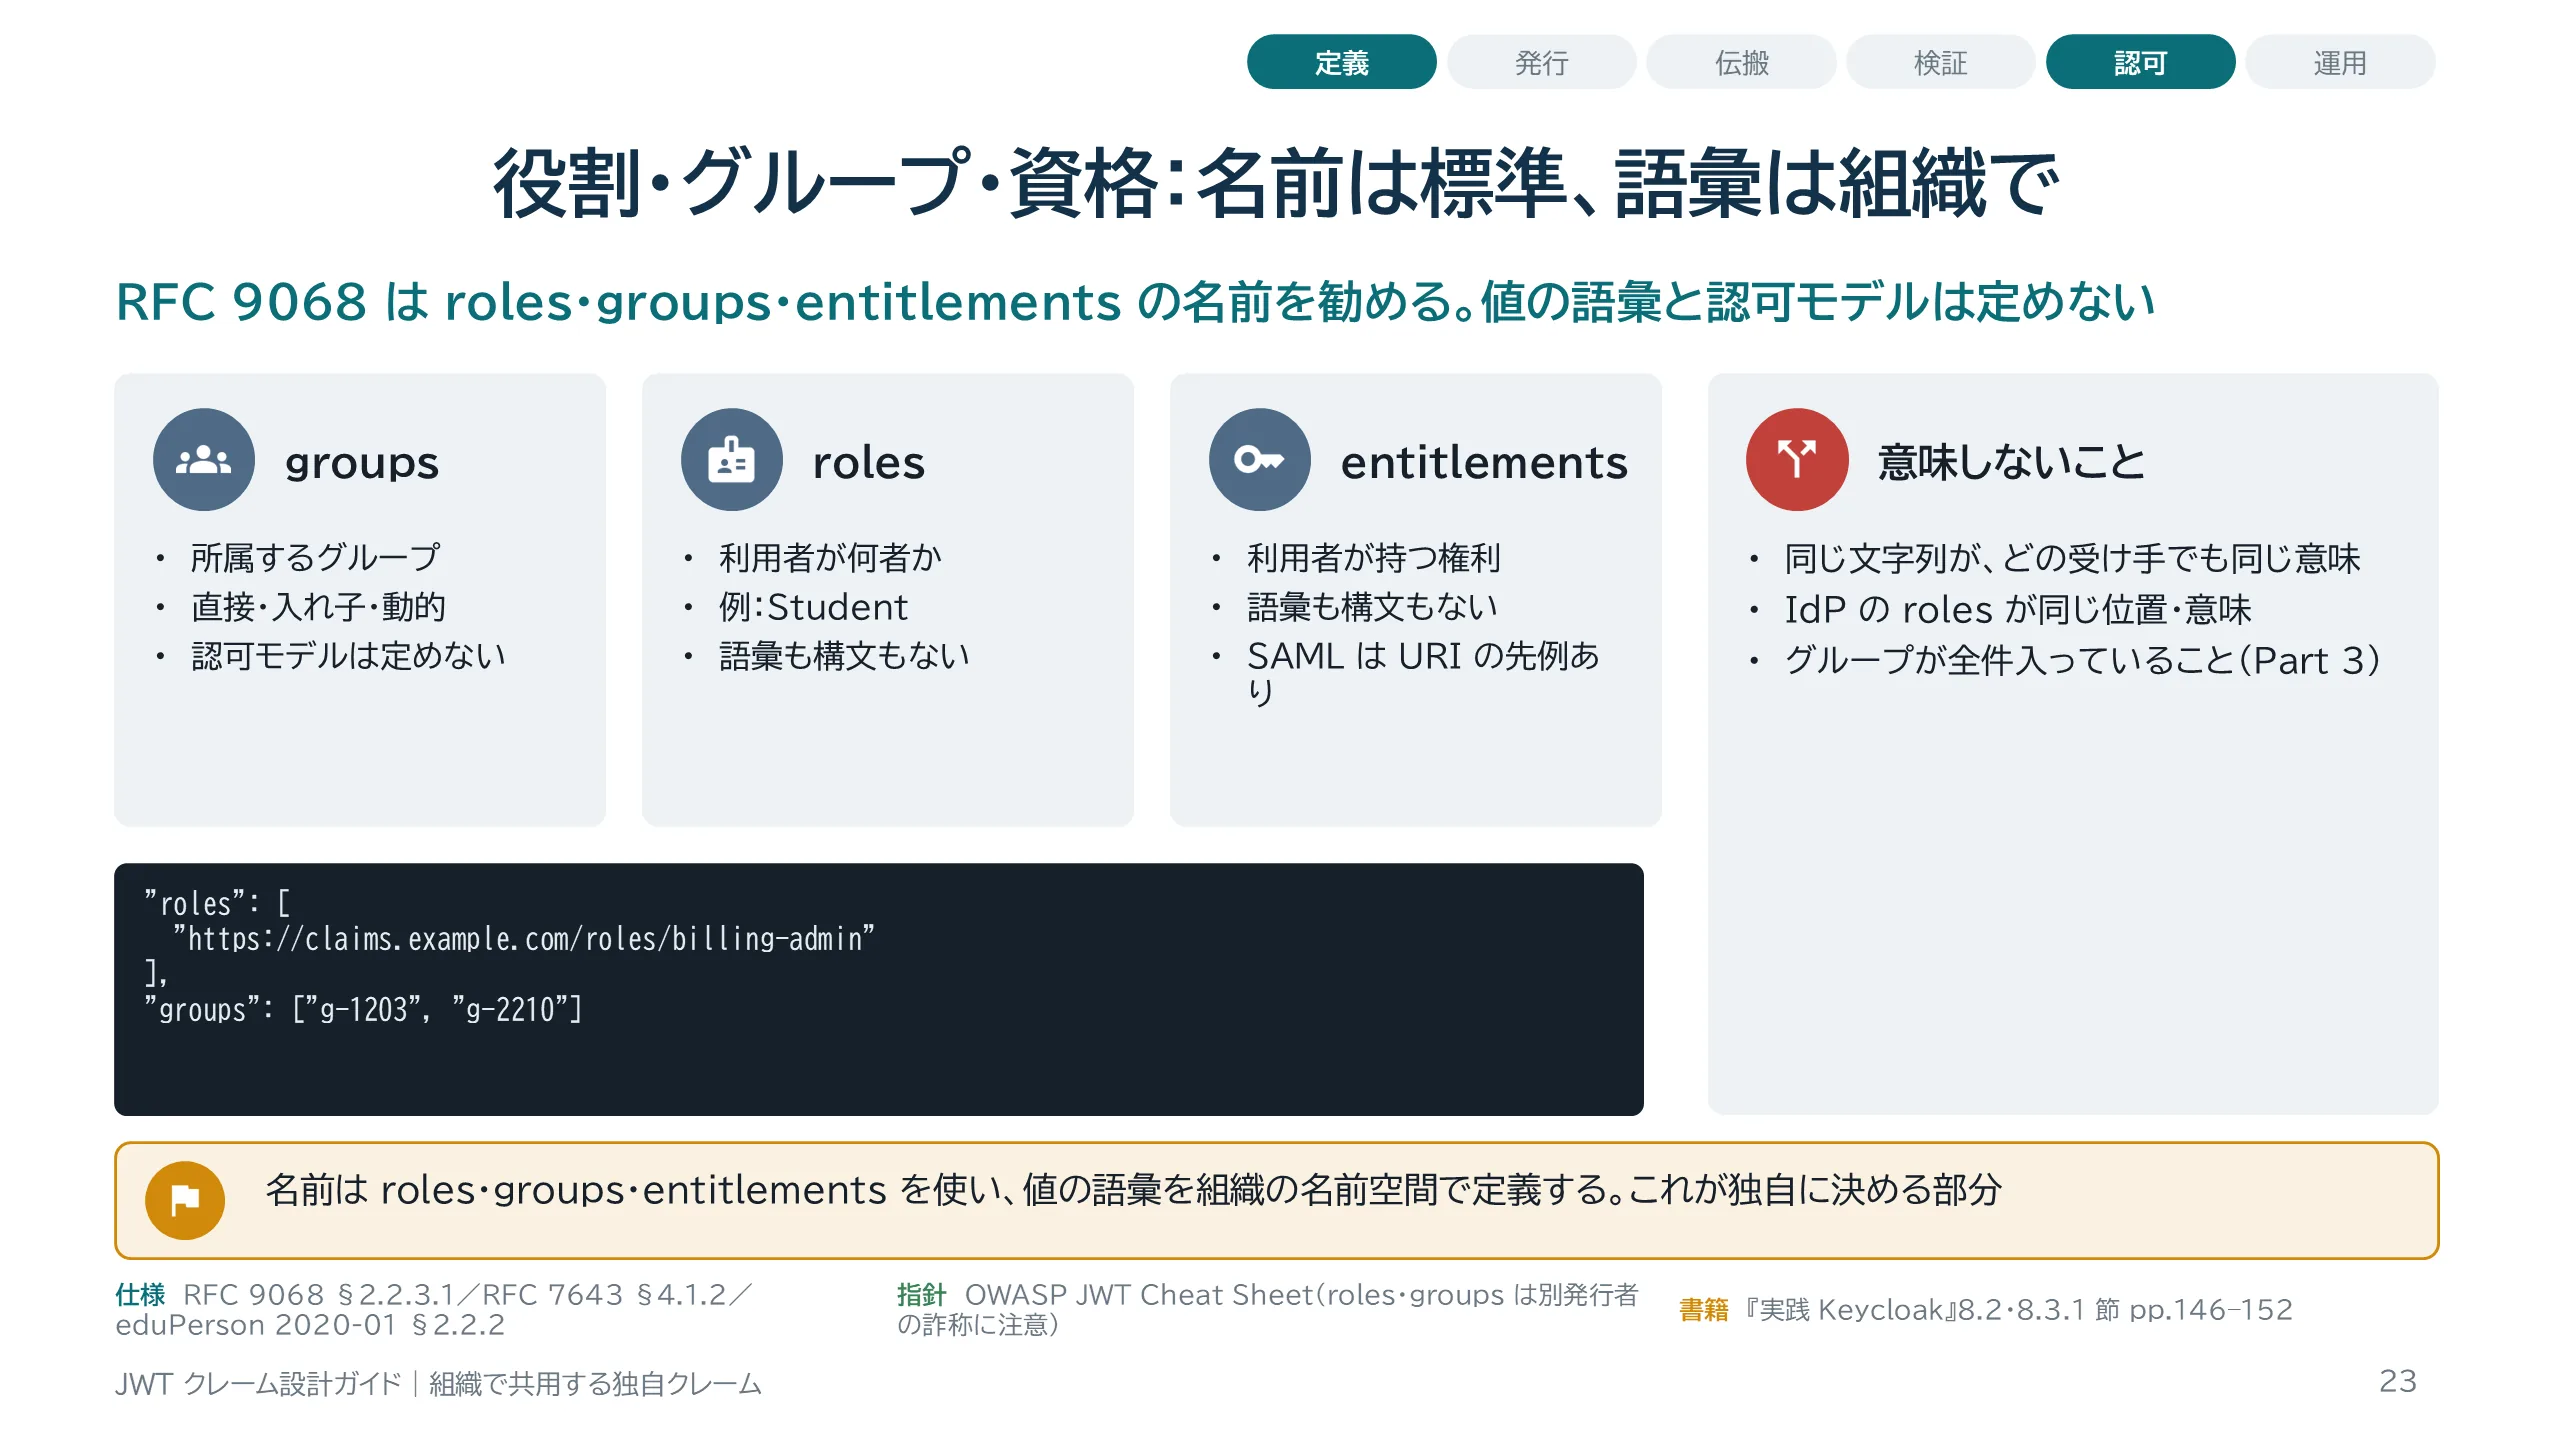 定義 発行 伝搬 検証 認可 運用
役割・グループ・資格：名前は標準、語彙は組織で
RFC 9068 は roles・groups・entitlements の名前を勧める。値の語彙と認可モデルは定めない
groups
• 所属するグループ
• 直接・入れ子・動的
• 認可モデルは定めない
roles
• 利用者が何者か
• 例：Student
• 語彙も構文もない
entitlements
• 利用者が持つ権利
• 語彙も構文もない
• SAML は URI の先例あ
り
意味しないこと
• 同じ文字列が、どの受け手でも同じ意味
• IdP の roles が同じ位置・意味
• グループが全件入っていること（Part 3）
"roles": [
  "https://claims.example.com/roles/billing-admin"
],
"groups": ["g-1203", "g-2210"]
名前は roles・groups・entitlements を使い、値の語彙を組織の名前空間で定義する。これが独自に決める部分
仕様 RFC 9068 §2.2.3.1／RFC 7643 §4.1.2／
eduPerson 2020-01 §2.2.2
指針 OWASP JWT Cheat Sheet（roles・groups は別発行者
の詐称に注意）
書籍 『実践 Keycloak』8.2・8.3.1 節 pp.146–152
JWT クレーム設計ガイド｜組織で共用する独自クレーム
23